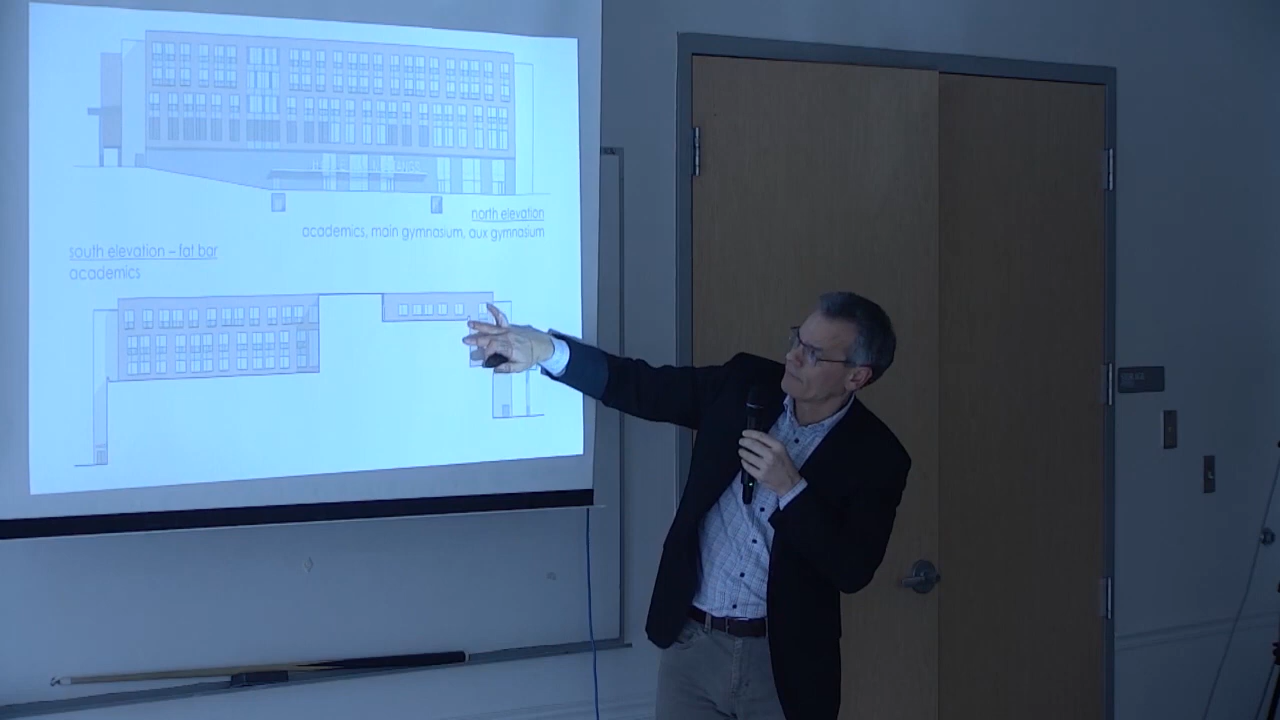 north elevation
academics, main gymnasium, aux gymnasium
south elevation – fat bar
academics